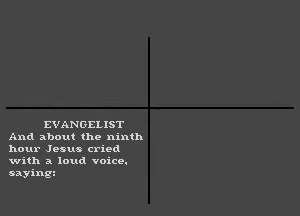 EVANGELIST
And about the ninth
hour Jesus cried
with a loud voice,
saying: